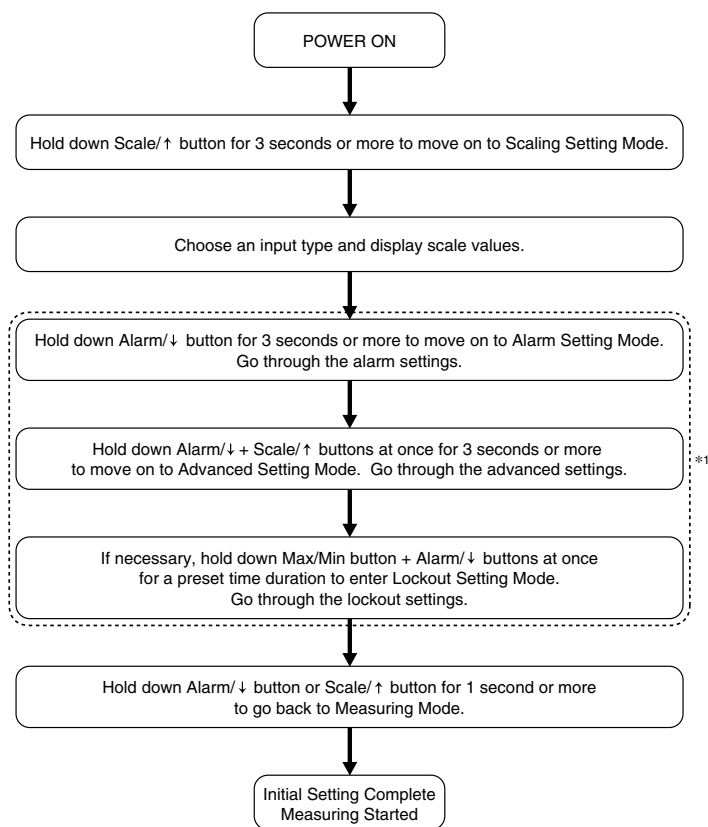 POWER ON
Hold down Scale/↑ button for 3 seconds or more to move on to Scaling Setting Mode.
Choose an input type and display scale values.
Hold down Alarm/↓ button for 3 seconds or more to move on to Alarm Setting Mode.
Go through the alarm settings.
Hold down Alarm/↓ + Scale/↑ buttons at once for 3 seconds or more
to move on to Advanced Setting Mode. Go through the advanced settings.
*1
If necessary, hold down Max/Min button + Alarm/↓ buttons at once
for a preset time duration to enter Lockout Setting Mode.
Go through the lockout settings.
Hold down Alarm/↓ button or Scale/↑ button for 1 second or more
to go back to Measuring Mode.
Initial Setting Complete
Measuring Started